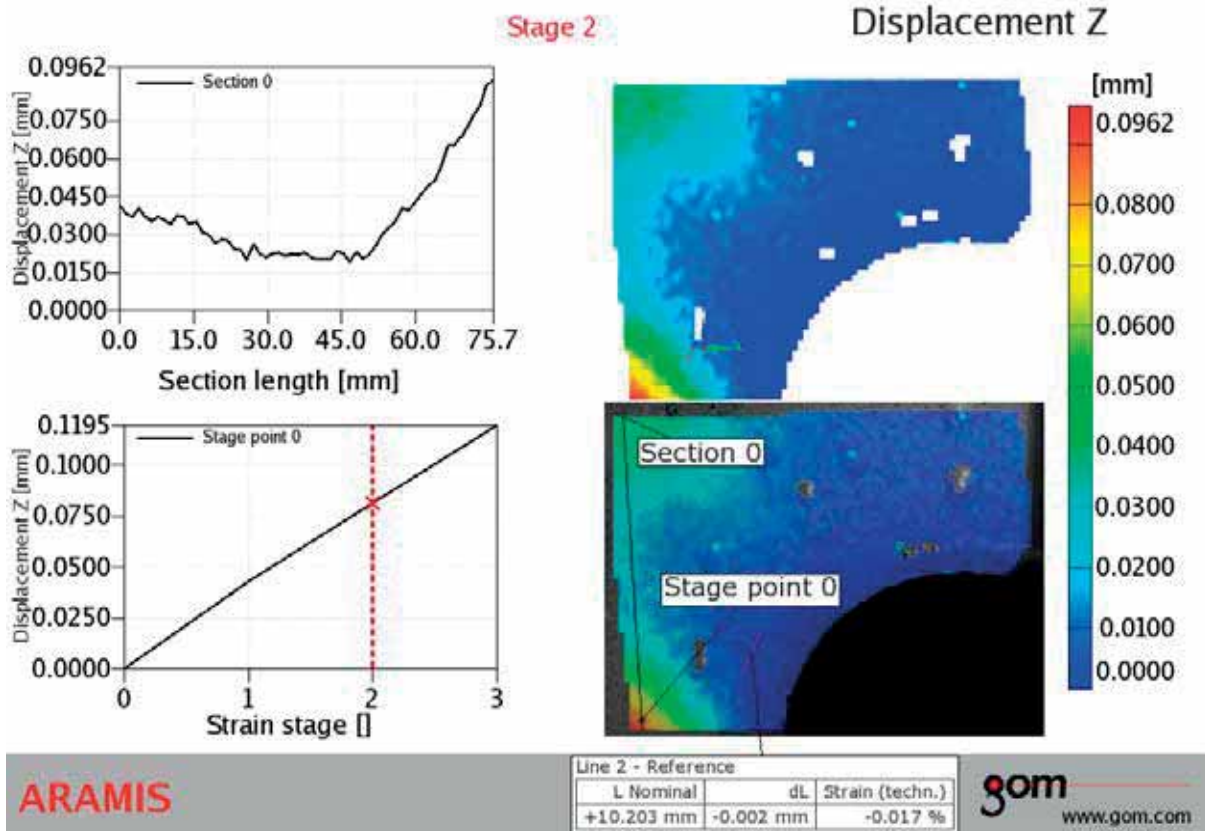 Stage 2
Displacement Z
0.0962
0.0750
0.0600
0.0450
0.0300
0.0150
0.0000
Displacement Z [mm]
Section 0
0.0 15.0 30.0 45.0 60.0 75.7
Section length [mm]
0.1195
0.1000
0.0750
0.0500
0.0250
0.0000
Displacement Z [mm]
Stage point 0
0 1 2 3
Strain stage []
[mm]
0.0962
0.0800
0.0700
0.0600
0.0500
0.0400
0.0300
0.0200
0.0100
0.0000
Section 0
Stage point 0
ARAMIS
Line 2 - Reference
L Nominal dL Strain (techn.)
+10.203 mm -0.002 mm -0.017 %
gom
www.gom.com